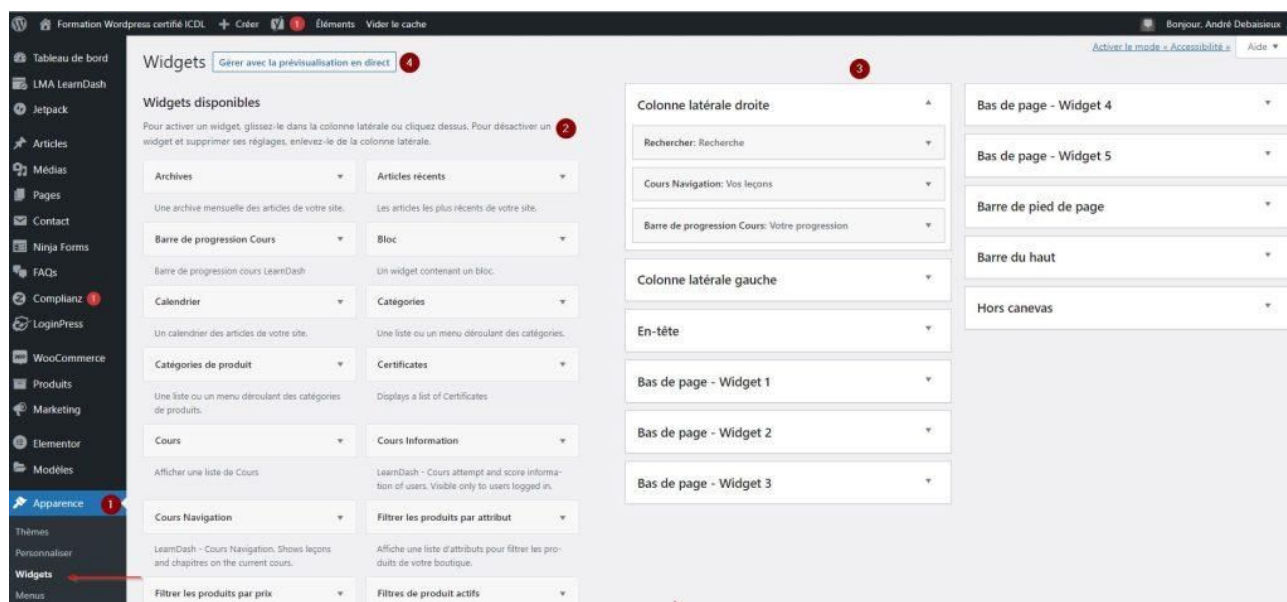 Formation Wordpress certifié ICDL + Créer 1 Éléments Vider le cache
Bonjour, André Debaisieux
Tableau de bord
LMA LearnDash
Jetpack
Articles
Médias
Pages
Contact
Ninja Forms
FAQs
Complianz 1
LoginPress
WooCommerce
Produits
Marketing
Elementor
Modèles
Apparence 1
Thèmes
Personnaliser
Widgets
Menus
Activer le mode « Accessibilité »
Aide
Widgets
Gérer avec la prévisualisation en direct 4
Widgets disponibles
Pour activer un widget, glissez-le dans la colonne latérale ou cliquez dessus. Pour désactiver un
widget et supprimer ses réglages, enlevez-le de la colonne latérale.
2
Archives
Une archive mensuelle des articles de votre site.
Articles récents
Les articles les plus récents de votre site.
Barre de progression Cours
Barre de progression cours LearnDash
Bloc
Un widget contenant un bloc.
Calendrier
Un calendrier des articles de votre site.
Catégories
Une liste ou un menu déroulant des catégories.
Catégories de produit
Une liste ou un menu déroulant des catégories
de produits.
Certificates
Displays a list of Certificates
Cours
Afficher une liste de Cours
Cours Information
LearnDash - Cours attempt and score informa-
tion of users. Visible only to users logged in.
Cours Navigation
LearnDash - Cours Navigation. Shows leçons
and chapitres on the current cours.
Filtrer les produits par attribut
Affiche une liste d'attributs pour filtrer les pro-
duits de votre boutique.
Filtrer les produits par prix
Filtres de produit actifs
3
Colonne latérale droite
Rechercher: Recherche
Cours Navigation: Vos leçons
Barre de progression Cours: Votre progression
Colonne latérale gauche
En-tête
Bas de page - Widget 1
Bas de page - Widget 2
Bas de page - Widget 3
Bas de page - Widget 4
Bas de page - Widget 5
Barre de pied de page
Barre du haut
Hors canevas